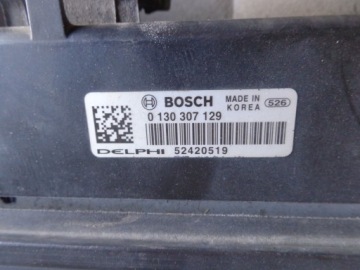 BOSCH MADE IN KOREA 526
0 130 307 129
DELPHI 52420519